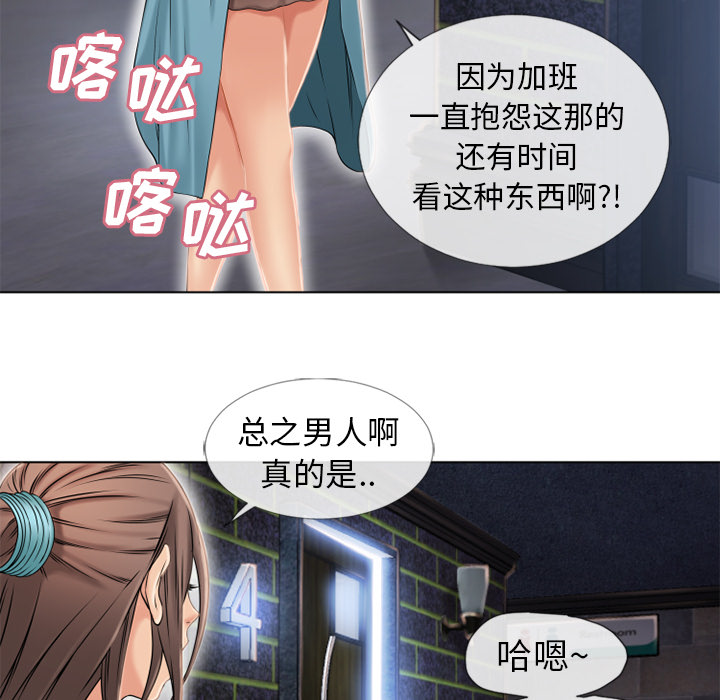 喀哒
喀哒
因为加班
一直抱怨这那的
还有时间
看这种东西啊?!
总之男人啊
真的是..
4
Restroom
哈嗯~